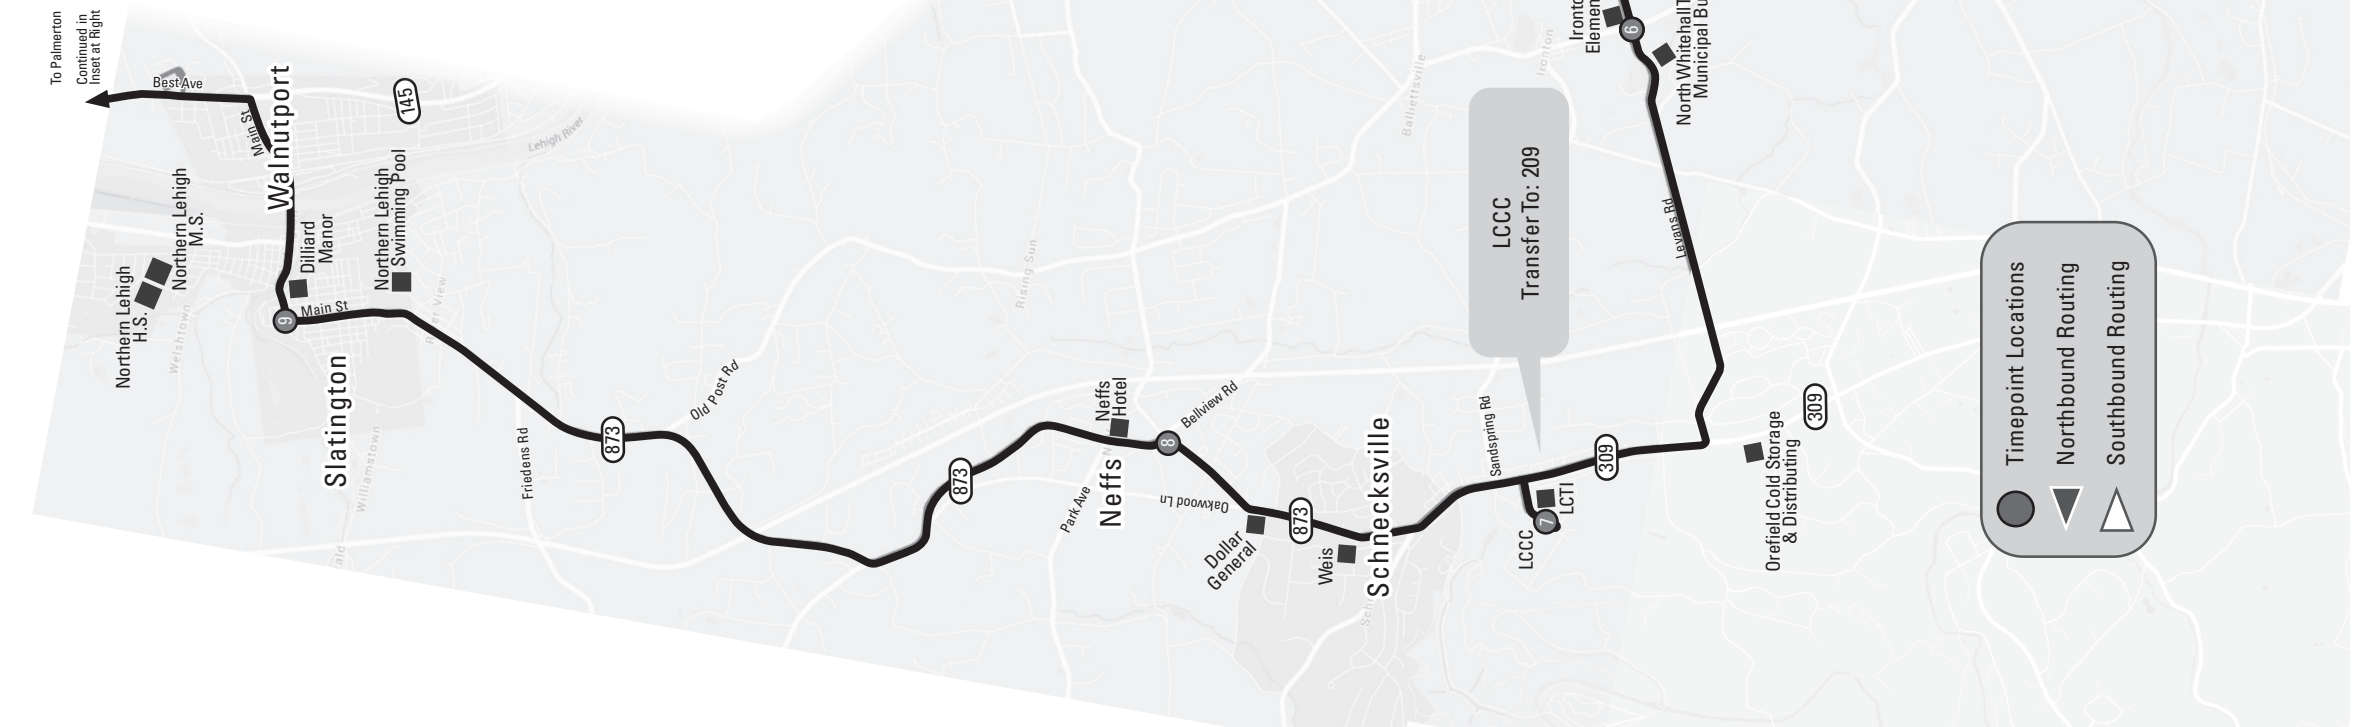 To Palmerton
Continued in
Inset at Right
Best Ave
Main St
Walnutport
145
Lehigh River
Northern Lehigh
M.S.
Northern Lehigh
H.S.
Dilliard
Manor
Northern Lehigh
Swimming Pool
9
Main St
Welshtown
View
Slatington
Williamstown
Friedens Rd
873
Old Post Rd
Rising Sun
873
Neffs
Hotel
8
Bellview Rd
Neffs
Park Ave
Oakwood Ln
Dollar
General
873
Weis
Schnecksville
Sandspring Rd
LCCC
Transfer To: 209
309
LCTI
7
LCCC
Orefield Cold Storage
& Distributing
309
Levans Rd
Ballietsville
Ironton
6
North Whitehall
Municipal
Timepoint Locations
Northbound Routing
Southbound Routing